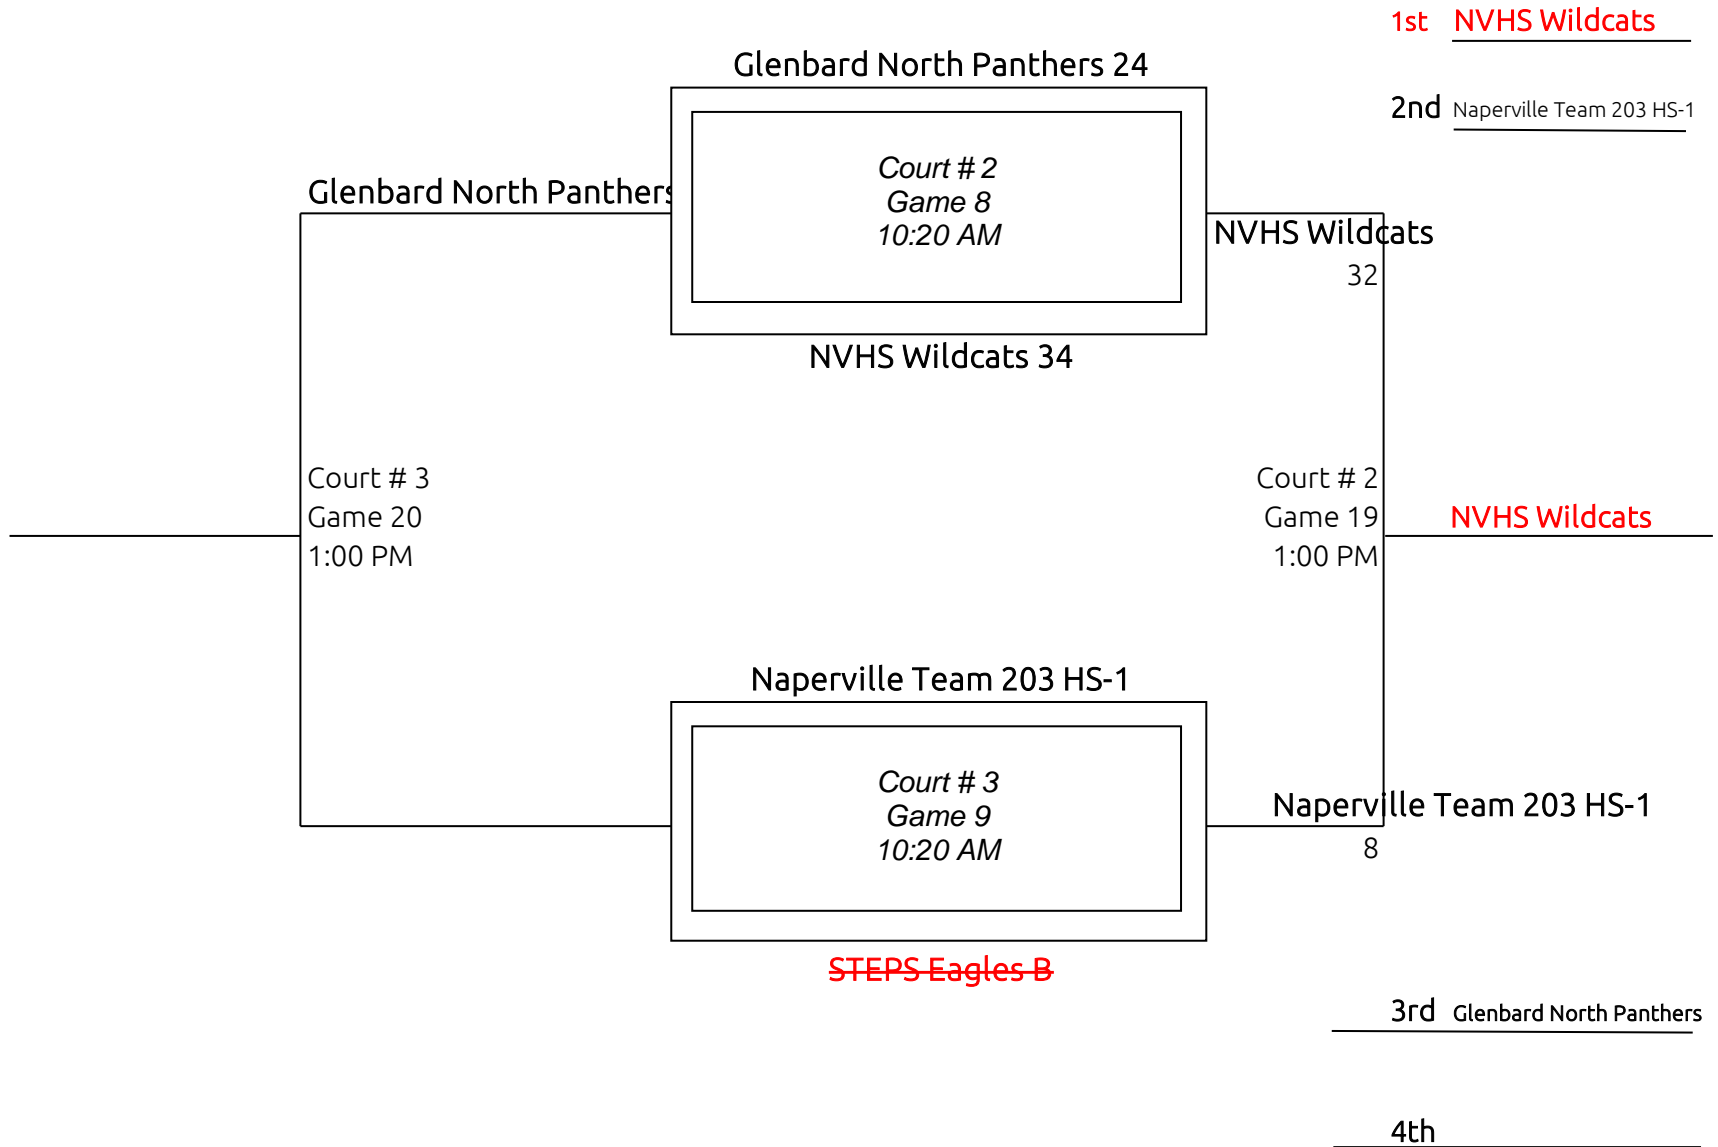 1st NVHS Wildcats
Glenbard North Panthers 24
2nd Naperville Team 203 HS-1
Court # 2
Game 8
10:20 AM
Glenbard North Panthers
NVHS Wildcats
32
NVHS Wildcats 34
Court # 3
Game 20
1:00 PM
Court # 2
Game 19
1:00 PM
NVHS Wildcats
Naperville Team 203 HS-1
Court # 3
Game 9
10:20 AM
Naperville Team 203 HS-1
8
STEPS Eagles B
3rd Glenbard North Panthers
4th